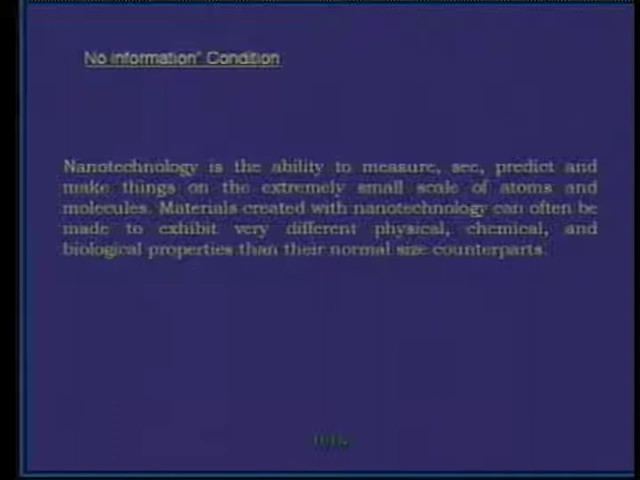 No information" Condition
Nanotechnology is the ability to measure, see, predict and
make things on the extremely small scale of atoms and
molecules. Materials created with nanotechnology can often be
made to exhibit very different physical, chemical, and
biological properties than their normal size counterparts.